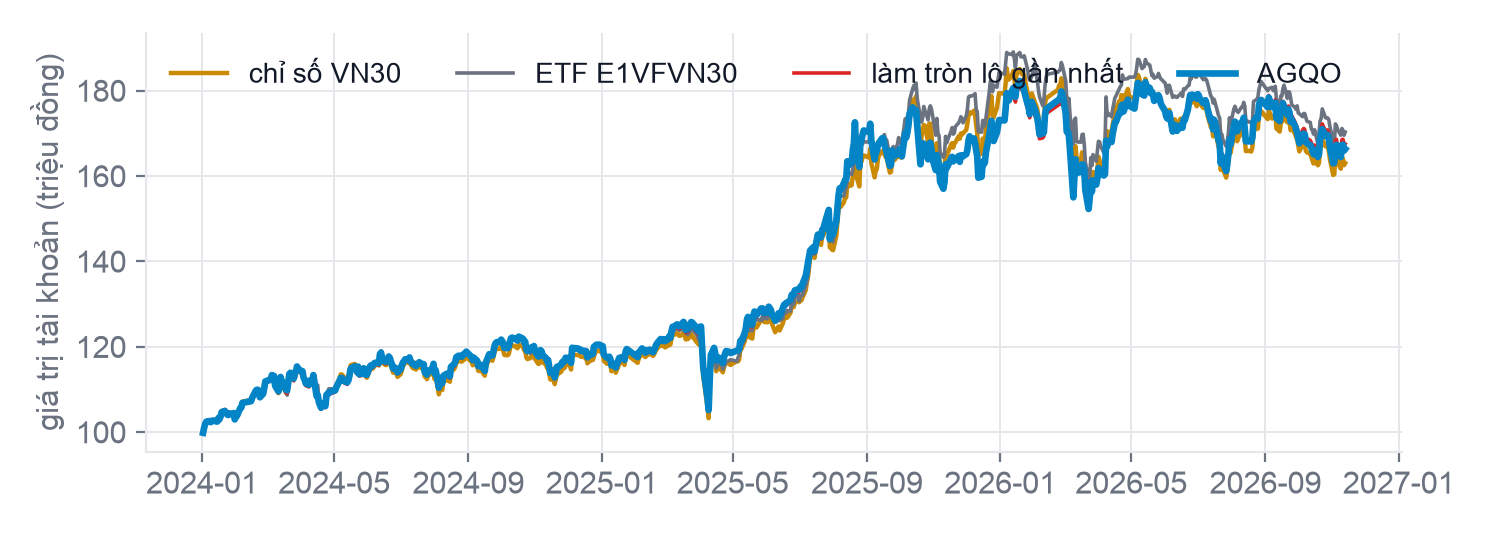 chỉ số VN30 ETF E1VFVN30 làm tròn lô gần nhất AGQO
giá trị tài khoản (triệu đồng)
180
160
140
120
100
2024-01 2024-05 2024-09 2025-01 2025-05 2025-09 2026-01 2026-05 2026-09 2027-01